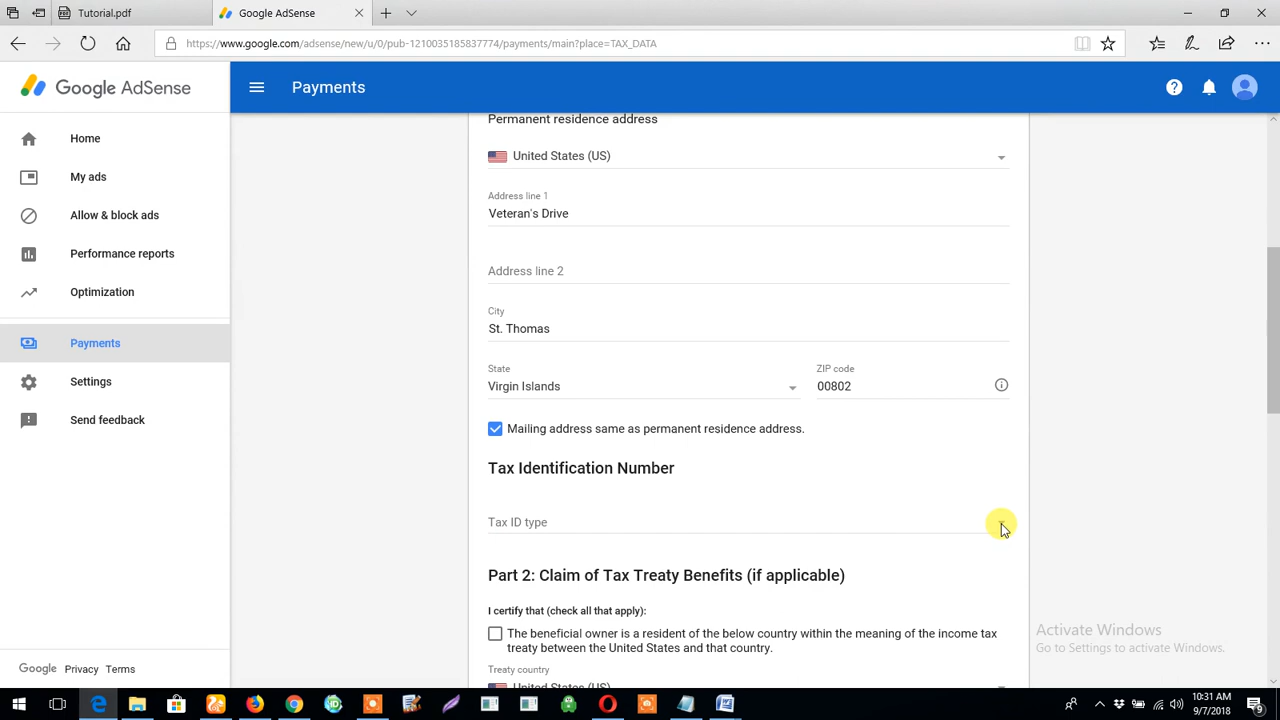 Tutorial.pdf
Google AdSense
https://www.google.com/adsense/new/u/0/pub-1210035185837774/payments/main?place=TAX_DATA
Google AdSense
Payments
Home
My ads
Allow & block ads
Performance reports
Optimization
Payments
Settings
Send feedback
Google Privacy Terms
Permanent residence address
United States (US)
Address line 1
Veteran's Drive
Address line 2
City
St. Thomas
State
ZIP code
Virgin Islands
00802
Mailing address same as permanent residence address.
Tax Identification Number
Tax ID type
Part 2: Claim of Tax Treaty Benefits (if applicable)
I certify that (check all that apply):
The beneficial owner is a resident of the below country within the meaning of the income tax
treaty between the United States and that country.
Treaty country
United States (US)
Activate Windows
Go to Settings to activate Windows.
10:31 AM
9/7/2018